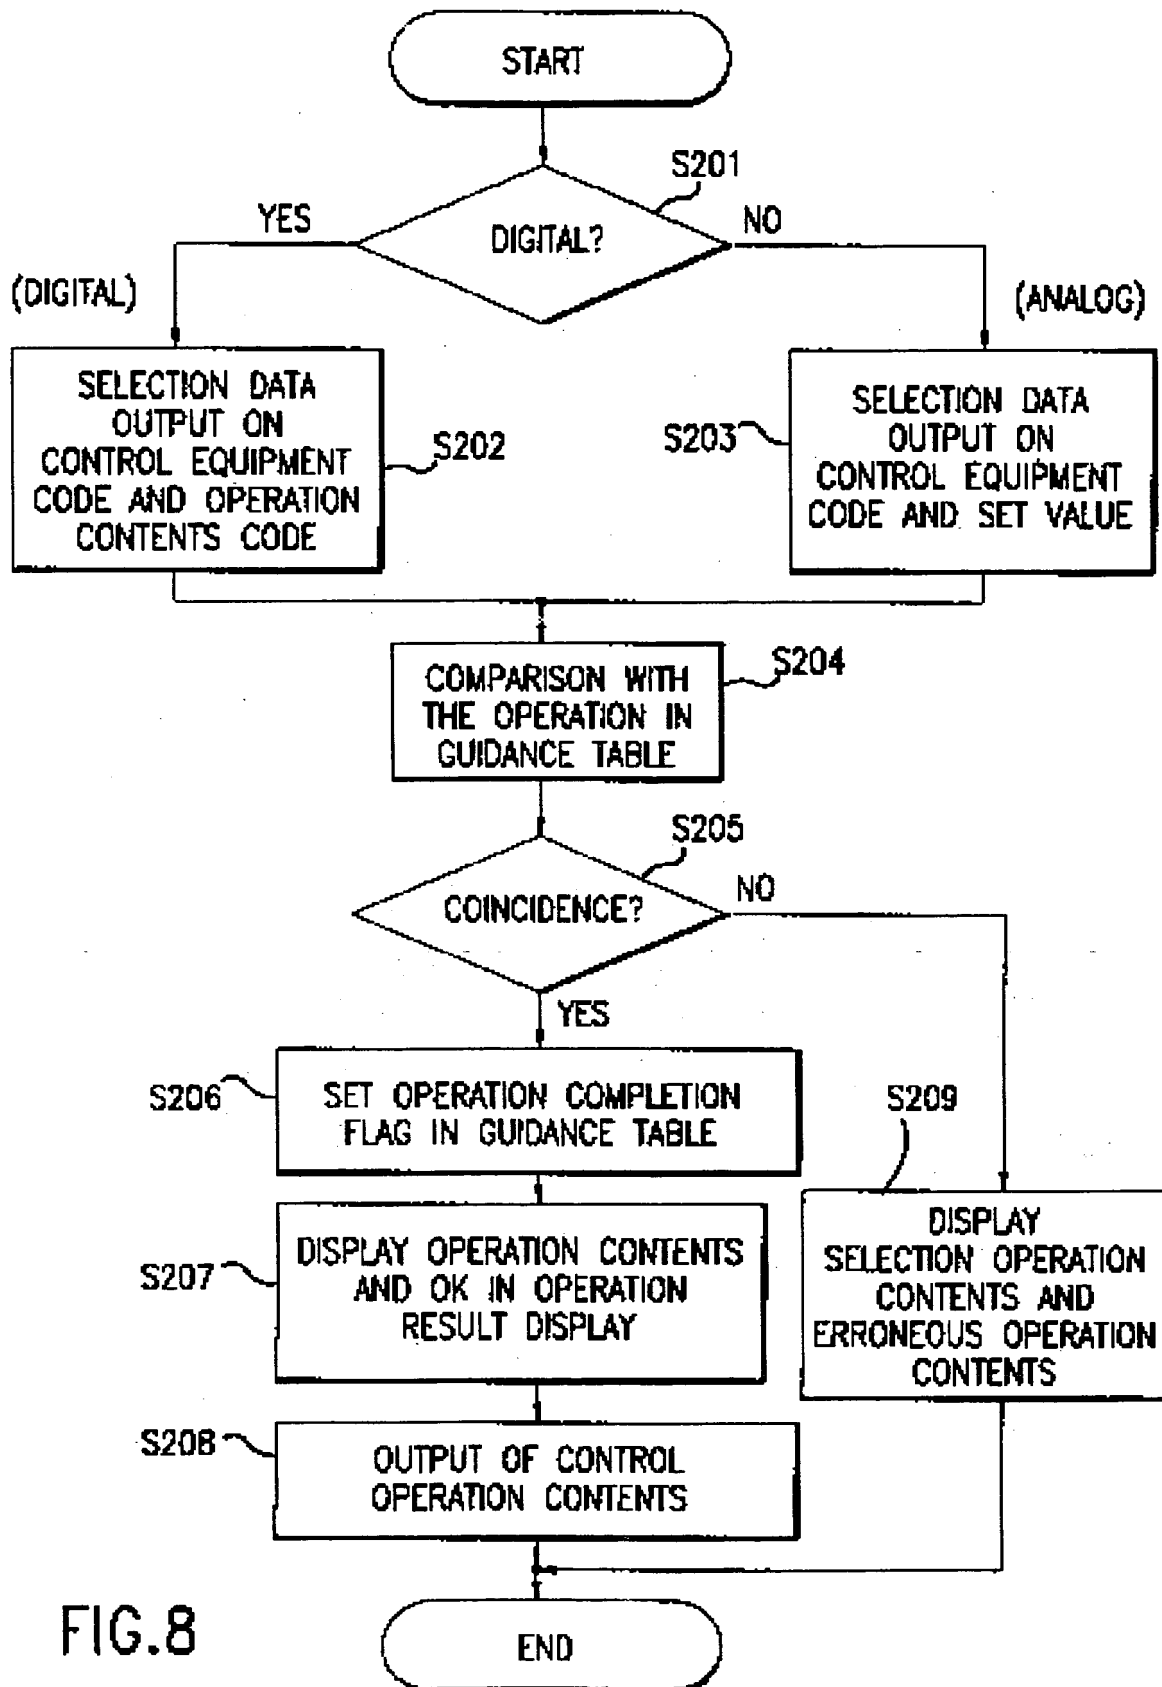 START
S201
YES
NO
DIGITAL?
(DIGITAL)
(ANALOG)
SELECTION DATA
OUTPUT ON
CONTROL EQUIPMENT
CODE AND OPERATION
CONTENTS CODE
S202
S203
SELECTION DATA
OUTPUT ON
CONTROL EQUIPMENT
CODE AND SET VALUE
S204
COMPARISON WITH
THE OPERATION IN
GUIDANCE TABLE
S205
NO
COINCIDENCE?
YES
S206
SET OPERATION COMPLETION
FLAG IN GUIDANCE TABLE
S209
S207
DISPLAY OPERATION CONTENTS
AND OK IN OPERATION
RESULT DISPLAY
DISPLAY
SELECTION OPERATION
CONTENTS AND
ERRONEOUS OPERATION
CONTENTS
S208
OUTPUT OF CONTROL
OPERATION CONTENTS
FIG.8
END